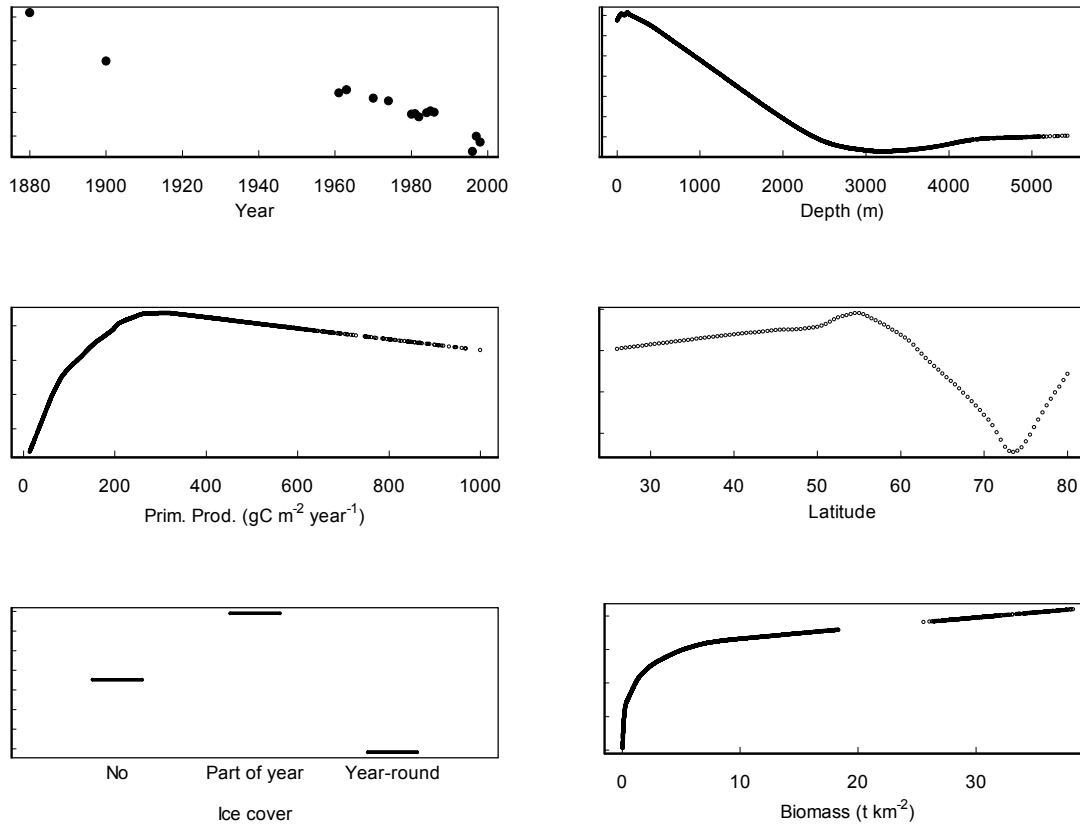 1880 1900 1920 1940 1960 1980 2000
Year
0 1000 2000 3000 4000 5000
Depth (m)
0 200 400 600 800 1000
Prim. Prod. (gC m⁻² year⁻¹)
30 40 50 60 70 80
Latitude
No Part of year Year-round
Ice cover
0 10 20 30
Biomass (t km⁻²)